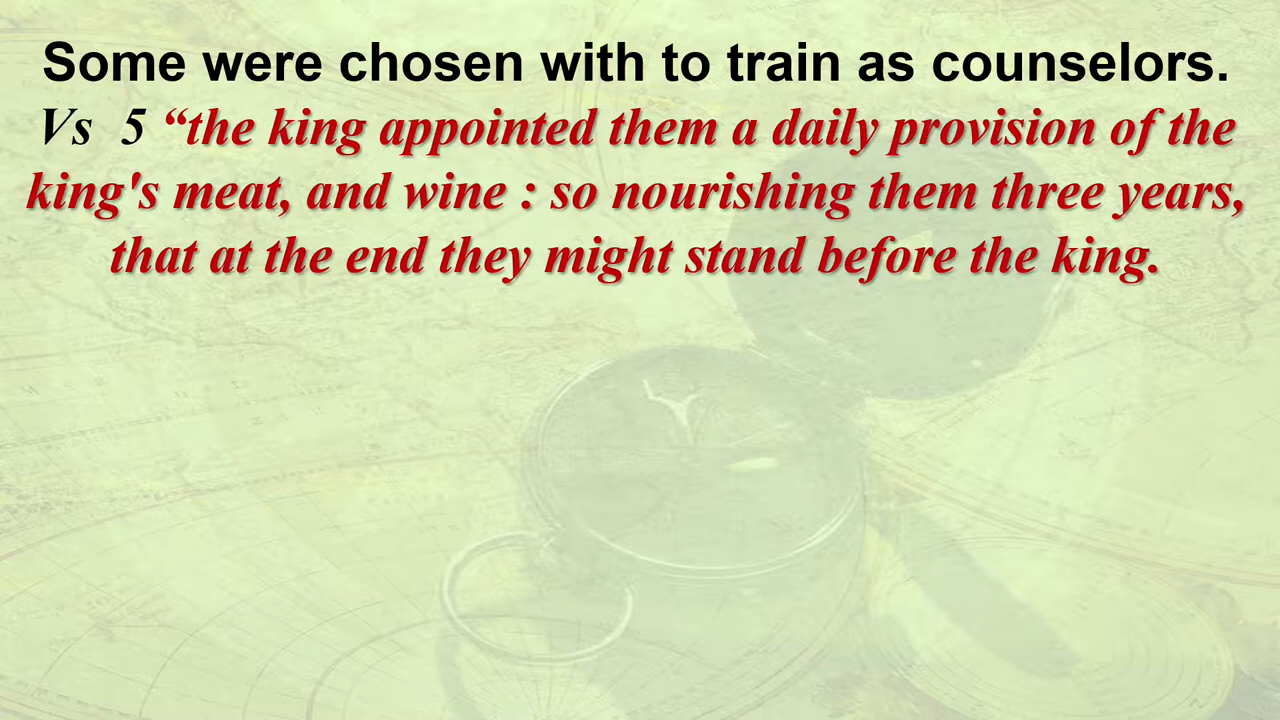 Some were chosen with to train as counselors.
Vs 5 “the king appointed them a daily provision of the
king's meat, and wine : so nourishing them three years,
that at the end they might stand before the king.